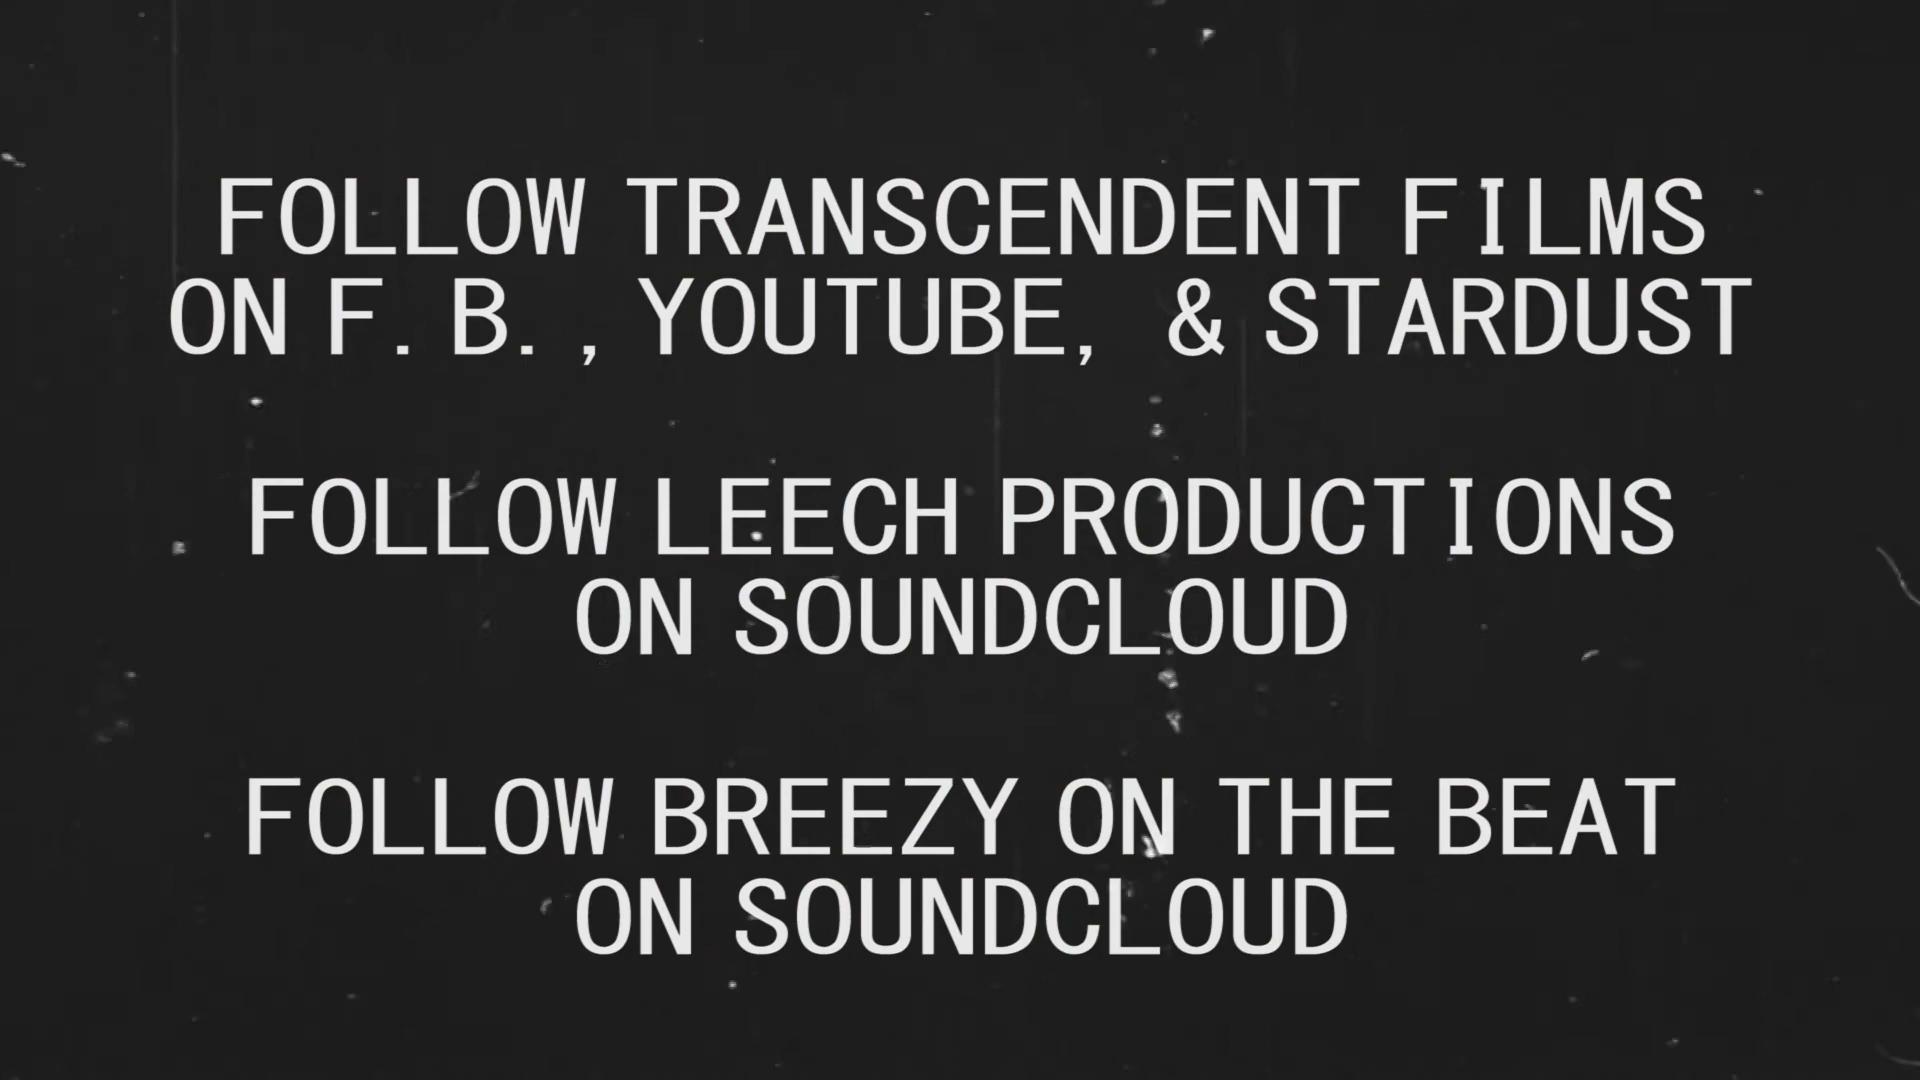 FOLLOW TRANSCENDENT FILMS
ON F.B., YOUTUBE, & STARDUST
FOLLOW LEECH PRODUCTIONS
ON SOUNDCLOUD
FOLLOW BREEZY ON THE BEAT
ON SOUNDCLOUD